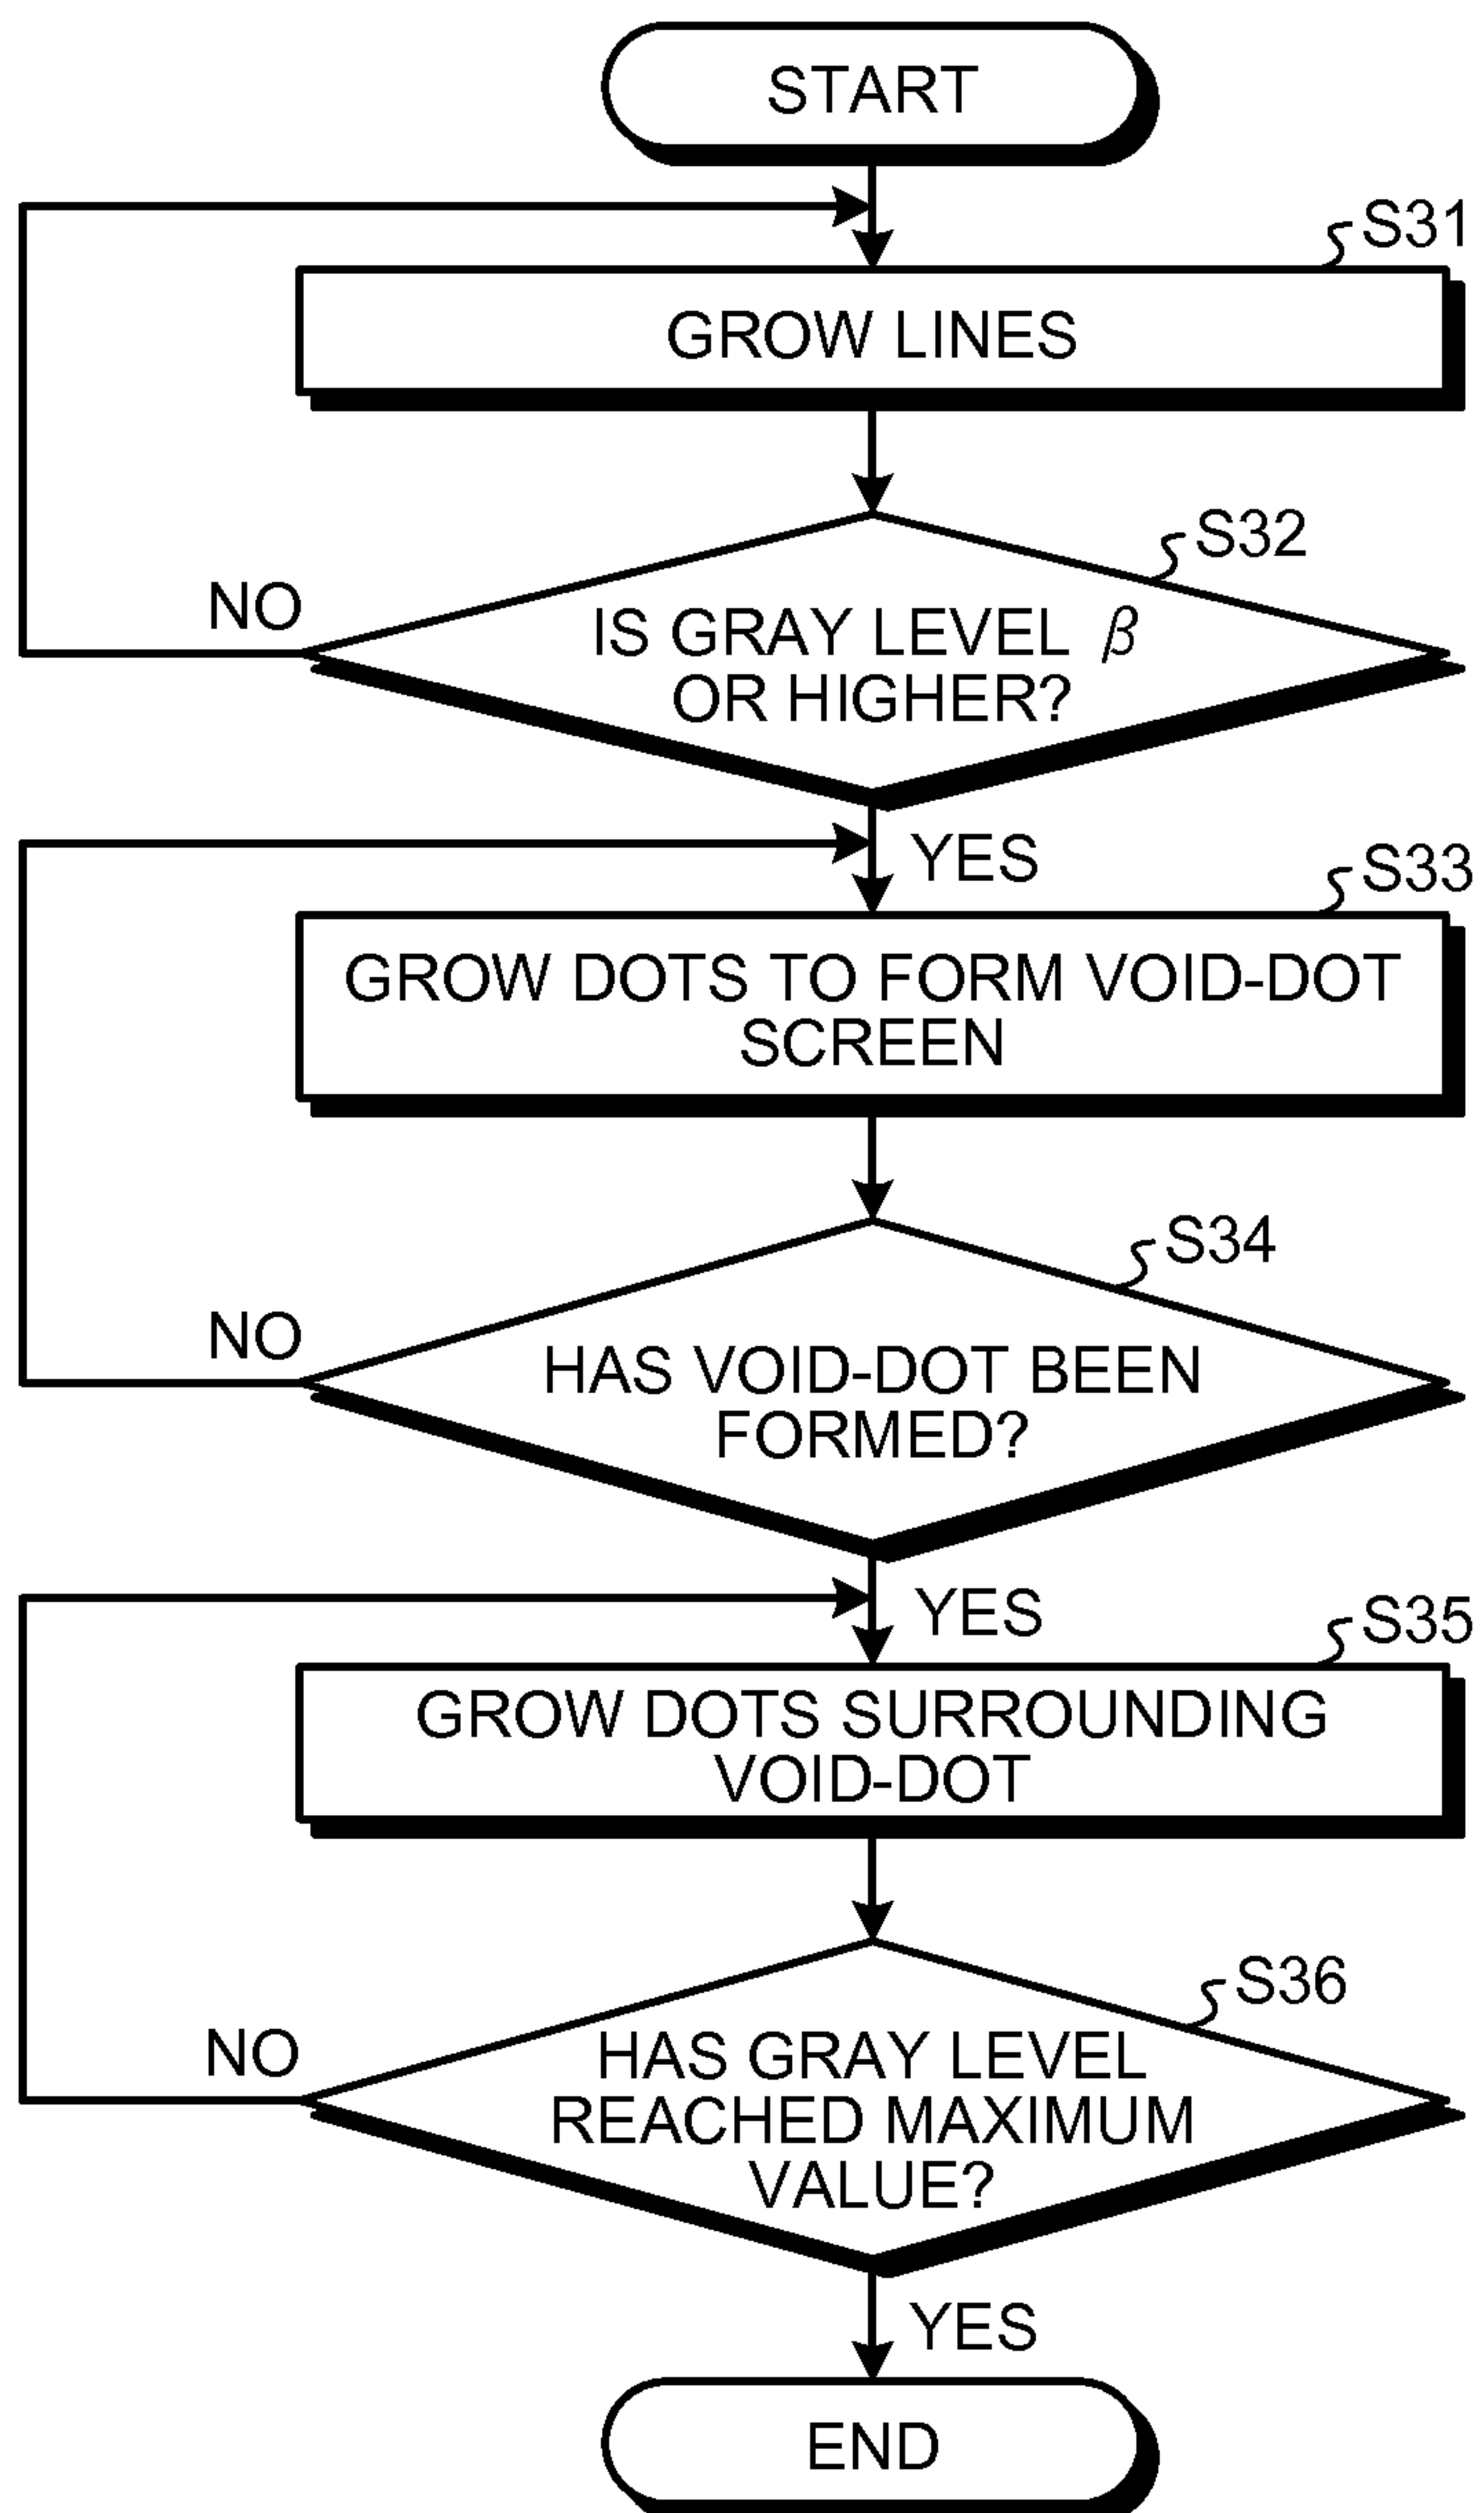 START
S31
GROW LINES
S32
NO
IS GRAY LEVEL β
OR HIGHER?
YES
S33
GROW DOTS TO FORM VOID-DOT
SCREEN
S34
NO
HAS VOID-DOT BEEN
FORMED?
YES
S35
GROW DOTS SURROUNDING
VOID-DOT
S36
NO
HAS GRAY LEVEL
REACHED MAXIMUM
VALUE?
YES
END